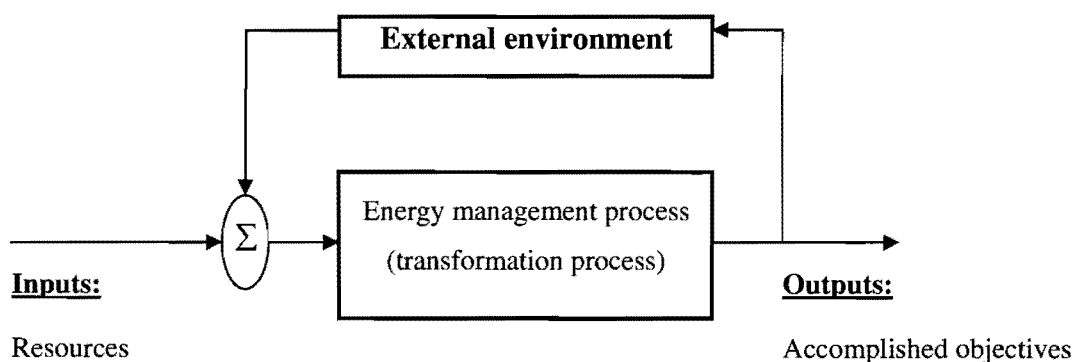 External environment
Energy management process
(transformation process)
Σ
Inputs:
Resources
Outputs:
Accomplished objectives